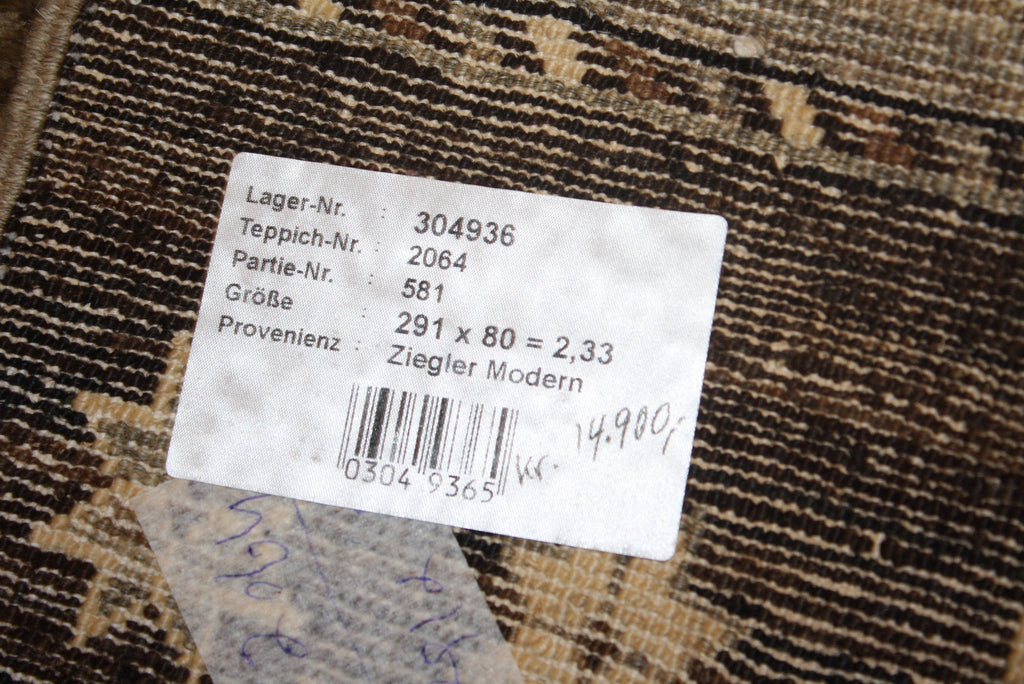 Lager-Nr. : 304936
Teppich-Nr. : 2064
Partie-Nr. : 581
Größe : 291 x 80 = 2,33
Provenienz : Ziegler Modern
0304 9365
kr. 14.900,-